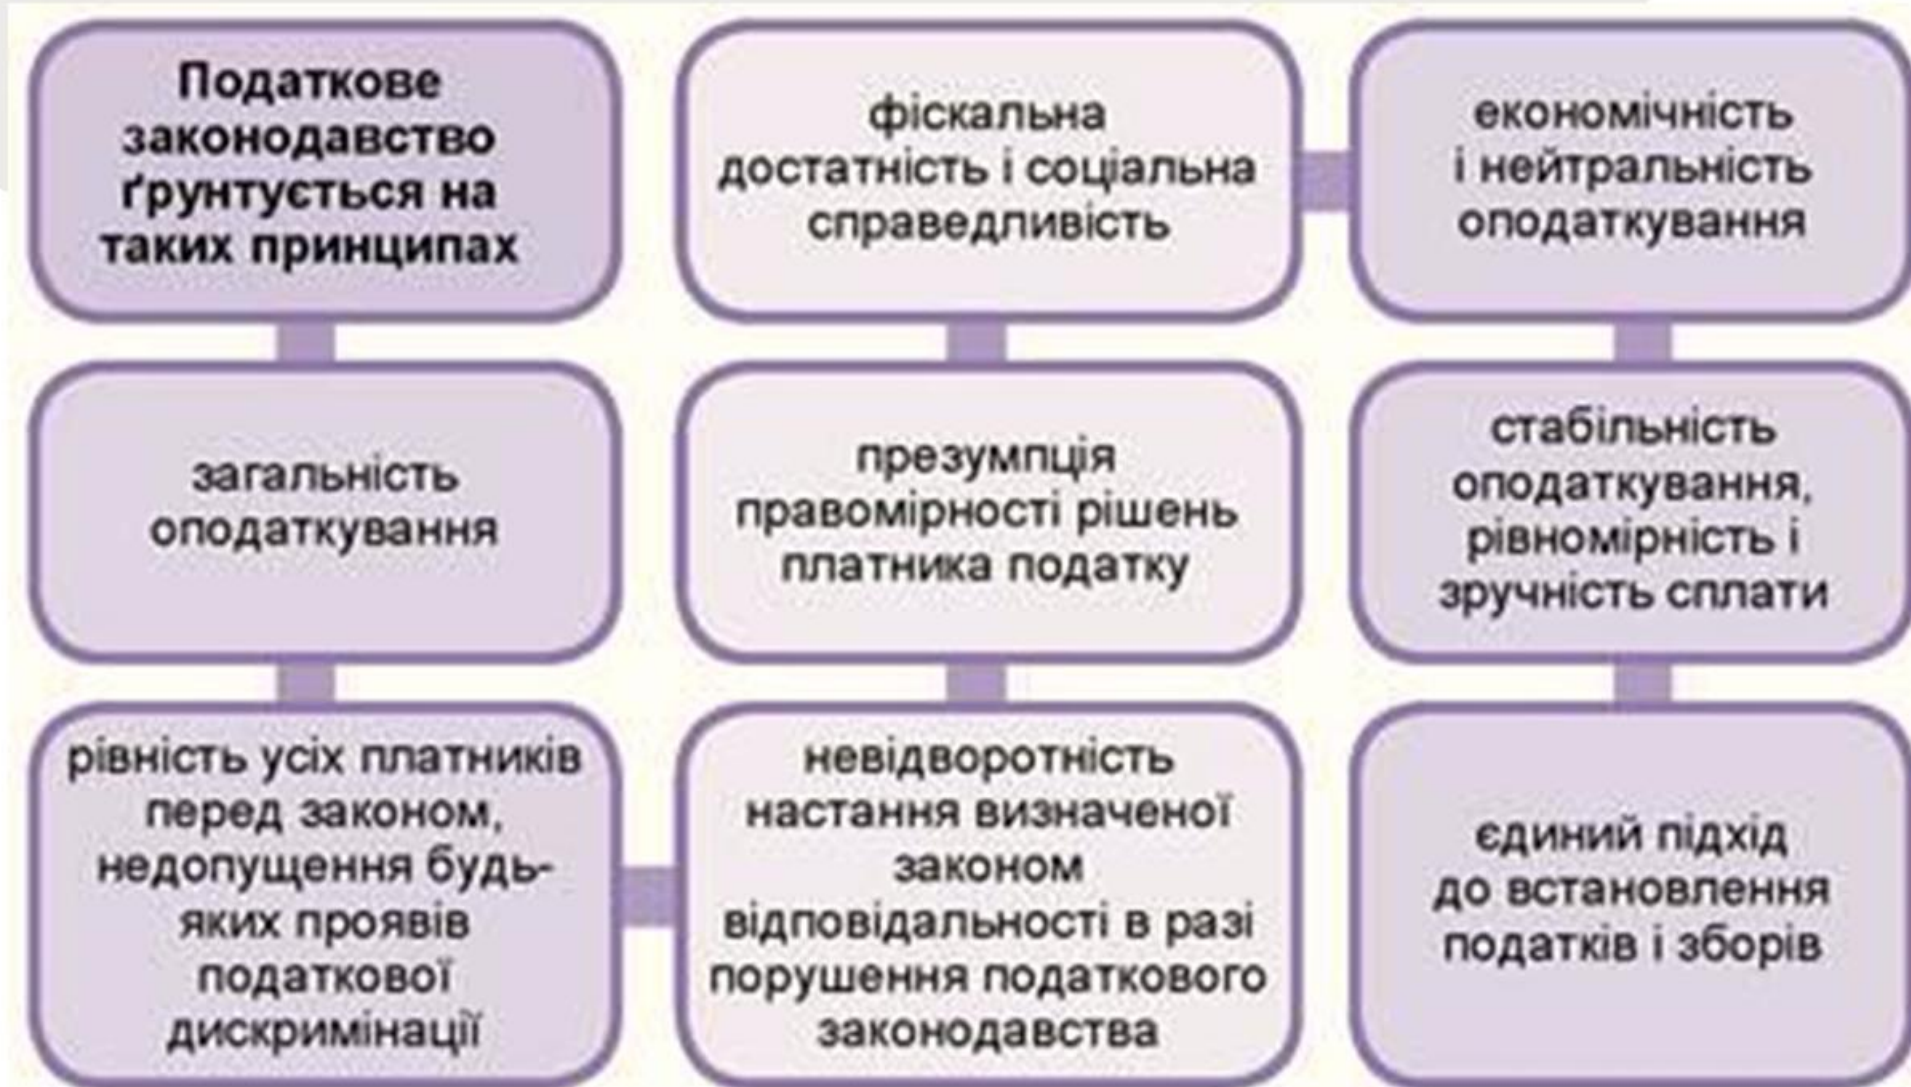 Податкове
законодавство
ґрунтується на
таких принципах
загальність
оподаткування
рівність усіх платників
перед законом,
недопущення будь-
яких проявів
податкової
дискримінації
невідворотність
настання визначеної
законом
відповідальності в разі
порушення податкового
законодавства
презумпція
правомірності рішень
платника податку
фіскальна
достатність і соціальна
справедливість
економічність
і нейтральність
оподаткування
стабільність
оподаткування,
рівномірність і
зручність сплати
єдиний підхід
до встановлення
податків і зборів